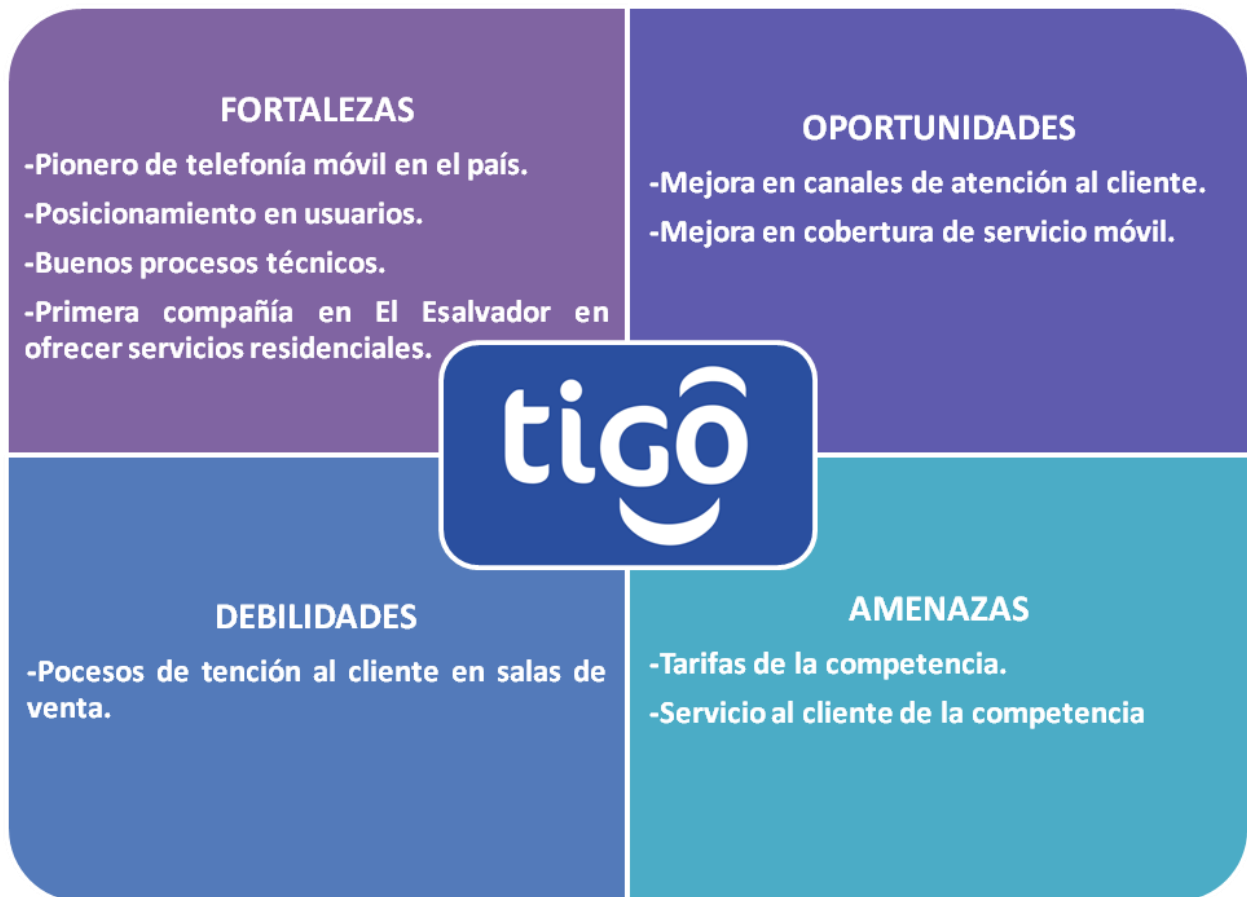 FORTALEZAS
-Pionero de telefonía móvil en el país.
-Posicionamiento en usuarios.
-Buenos procesos técnicos.
-Primera compañía en El Esalvador en
ofrecer servicios residenciales.
OPORTUNIDADES
-Mejora en canales de atención al cliente.
-Mejora en cobertura de servicio móvil.
tigo
DEBILIDADES
-Pocesos de tención al cliente en salas de
venta.
AMENAZAS
-Tarifas de la competencia.
-Servicio al cliente de la competencia